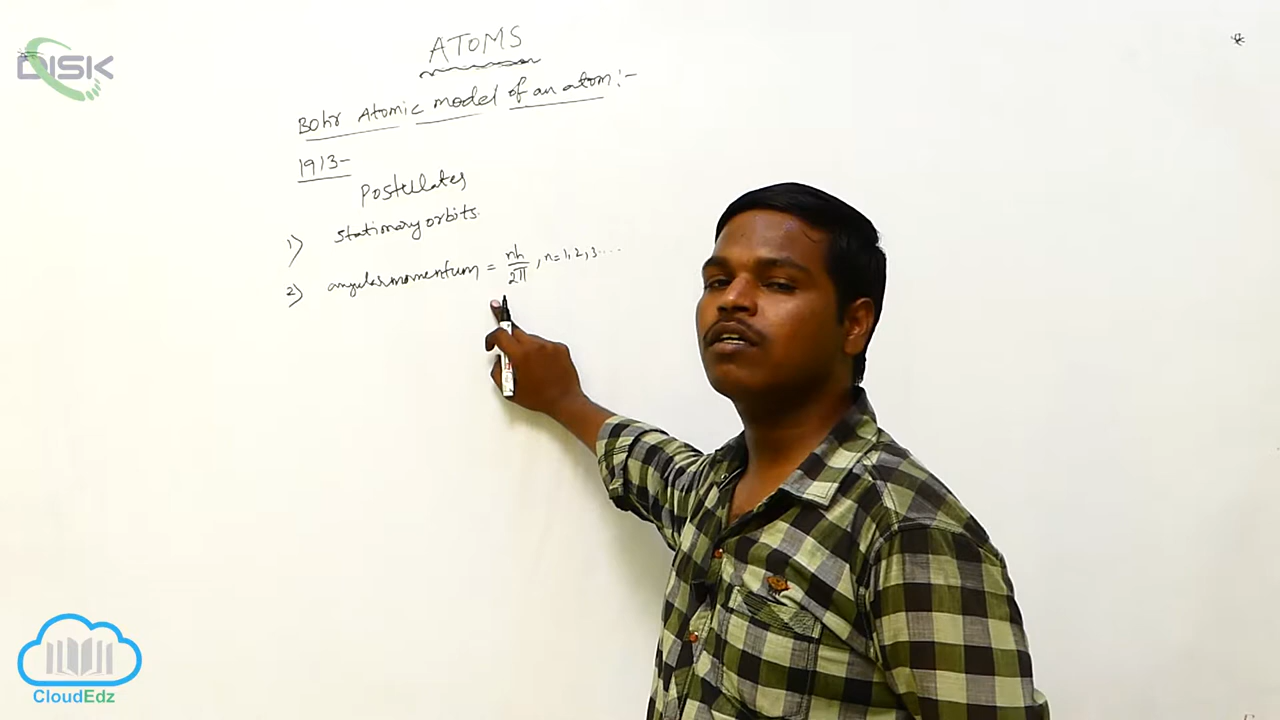 DISK
ATOMS
Bohr Atomic model of an atom:-
1913-
Postulates
1) Stationary orbits.
2) angular momentum = nh/2π, n=1,2,3....
CloudEdz